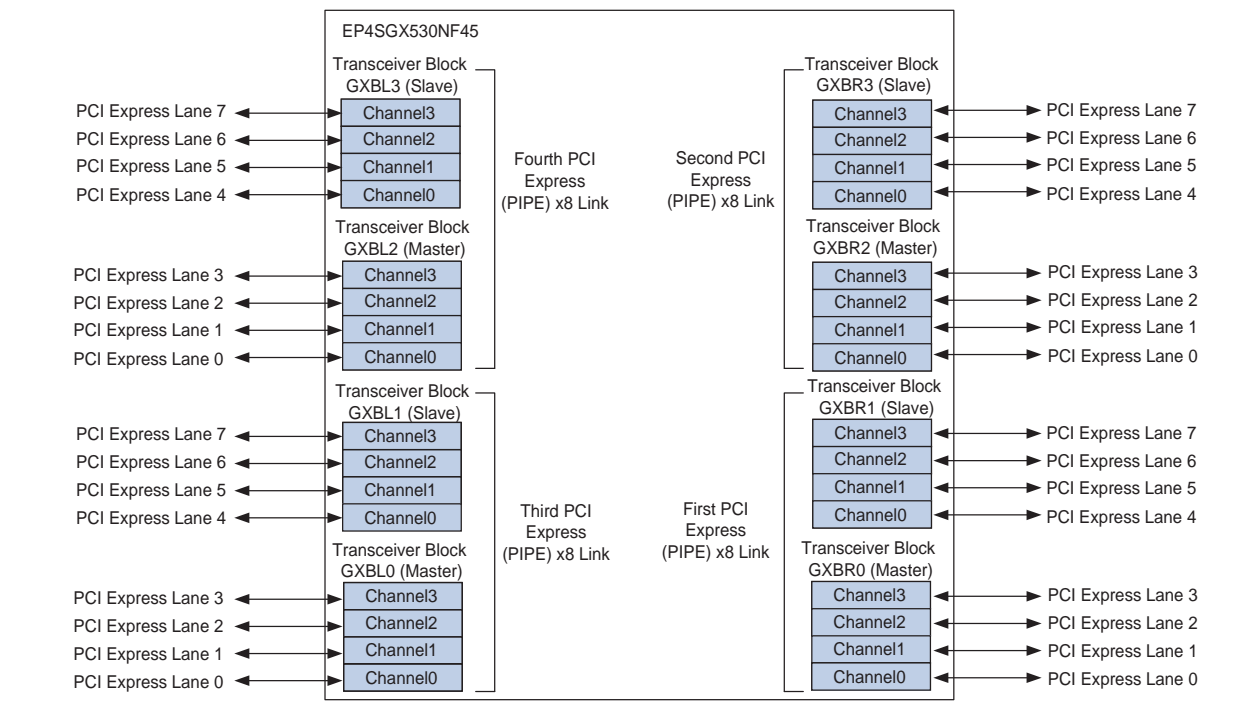 EP4SGX530NF45
Transceiver Block
GXBL3 (Slave)
PCI Express Lane 7
Channel3
PCI Express Lane 6
Channel2
PCI Express Lane 5
Channel1
PCI Express Lane 4
Channel0
Fourth PCI
Express
(PIPE) x8 Link
Transceiver Block
GXBL2 (Master)
PCI Express Lane 3
Channel3
PCI Express Lane 2
Channel2
PCI Express Lane 1
Channel1
PCI Express Lane 0
Channel0
Transceiver Block
GXBL1 (Slave)
PCI Express Lane 7
Channel3
PCI Express Lane 6
Channel2
PCI Express Lane 5
Channel1
PCI Express Lane 4
Channel0
Third PCI
Express
(PIPE) x8 Link
Transceiver Block
GXBL0 (Master)
PCI Express Lane 3
Channel3
PCI Express Lane 2
Channel2
PCI Express Lane 1
Channel1
PCI Express Lane 0
Channel0
Transceiver Block
GXBR3 (Slave)
Channel3
PCI Express Lane 7
Channel2
PCI Express Lane 6
Channel1
PCI Express Lane 5
Channel0
PCI Express Lane 4
Second PCI
Express
(PIPE) x8 Link
Transceiver Block
GXBR2 (Master)
Channel3
PCI Express Lane 3
Channel2
PCI Express Lane 2
Channel1
PCI Express Lane 1
Channel0
PCI Express Lane 0
Transceiver Block
GXBR1 (Slave)
Channel3
PCI Express Lane 7
Channel2
PCI Express Lane 6
Channel1
PCI Express Lane 5
Channel0
PCI Express Lane 4
First PCI
Express
(PIPE) x8 Link
Transceiver Block
GXBR0 (Master)
Channel3
PCI Express Lane 3
Channel2
PCI Express Lane 2
Channel1
PCI Express Lane 1
Channel0
PCI Express Lane 0